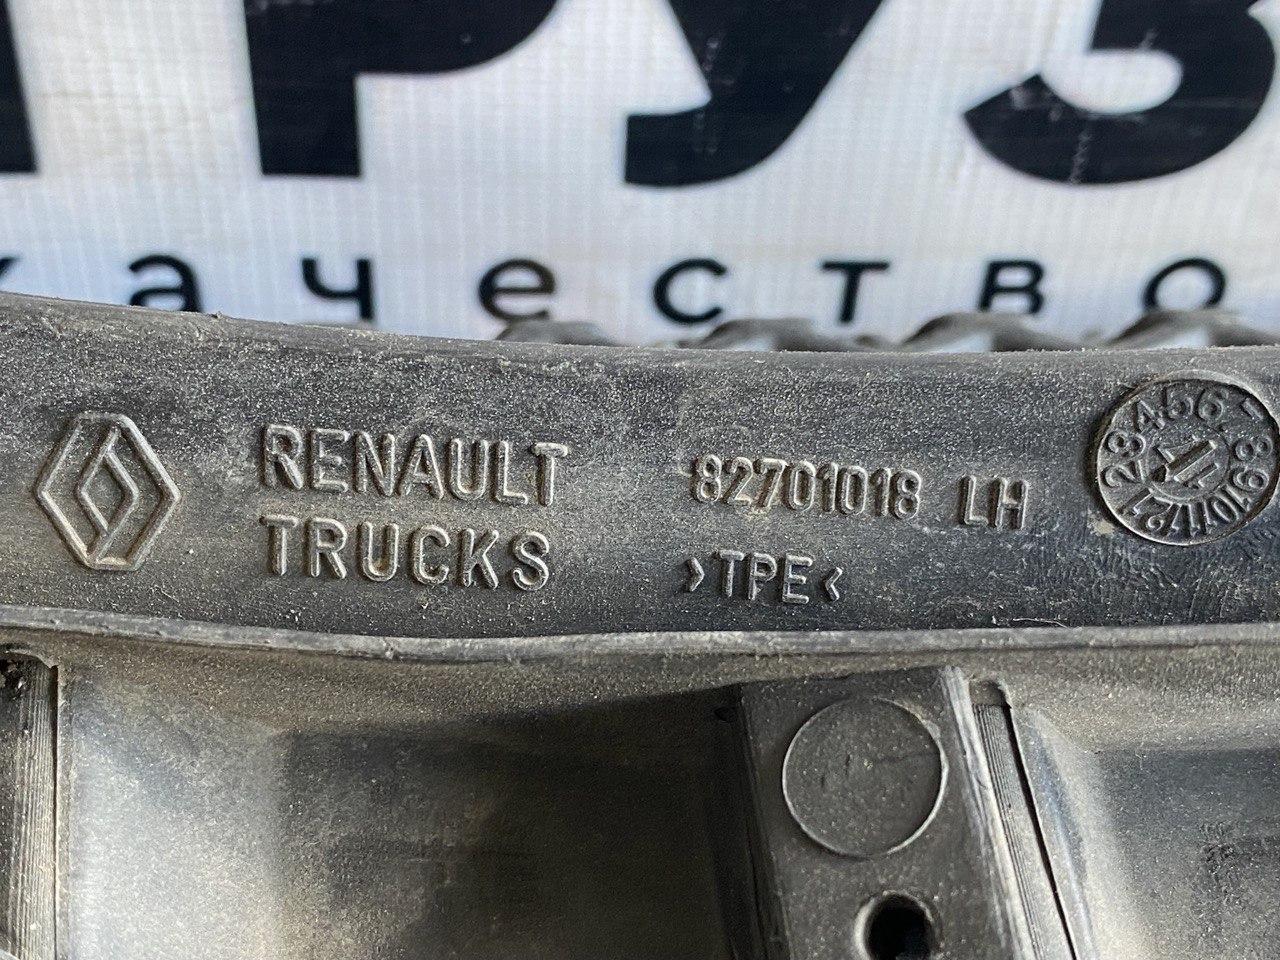 груз
качество
RENAULT
TRUCKS
82701018 LH
>TPE<